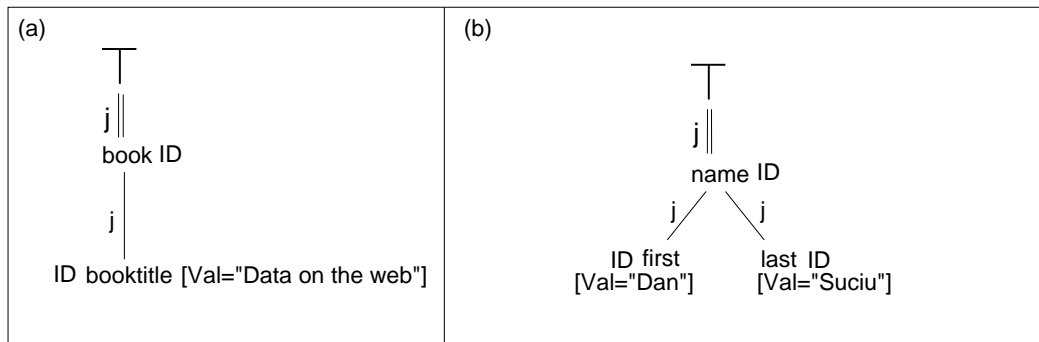 (a)
j
book ID
j
ID booktitle [Val="Data on the web"]
(b)
j
name ID
j j
ID first last ID
[Val="Dan"] [Val="Suciu"]